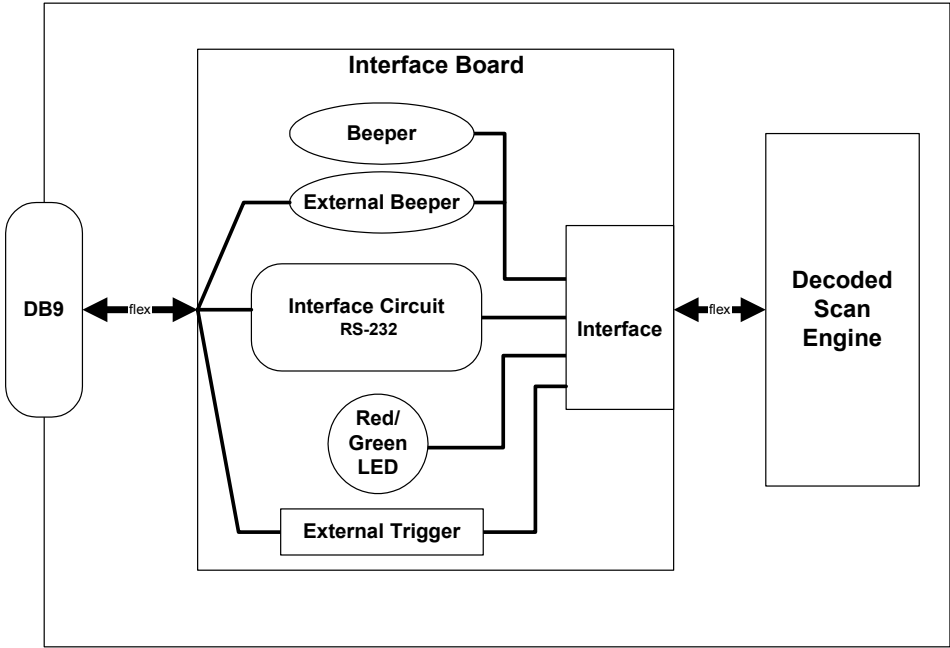 Interface Board
Beeper
External Beeper
DB9
flex
Interface Circuit
RS-232
Interface
flex
Decoded
Scan
Engine
Red/
Green
LED
External Trigger